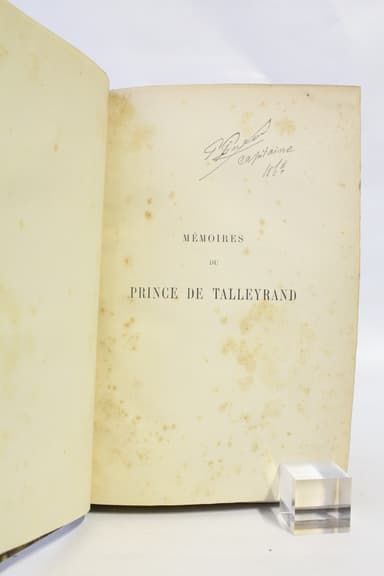 capitaine
MÉMOIRES
DU
PRINCE DE TALLEYRAND